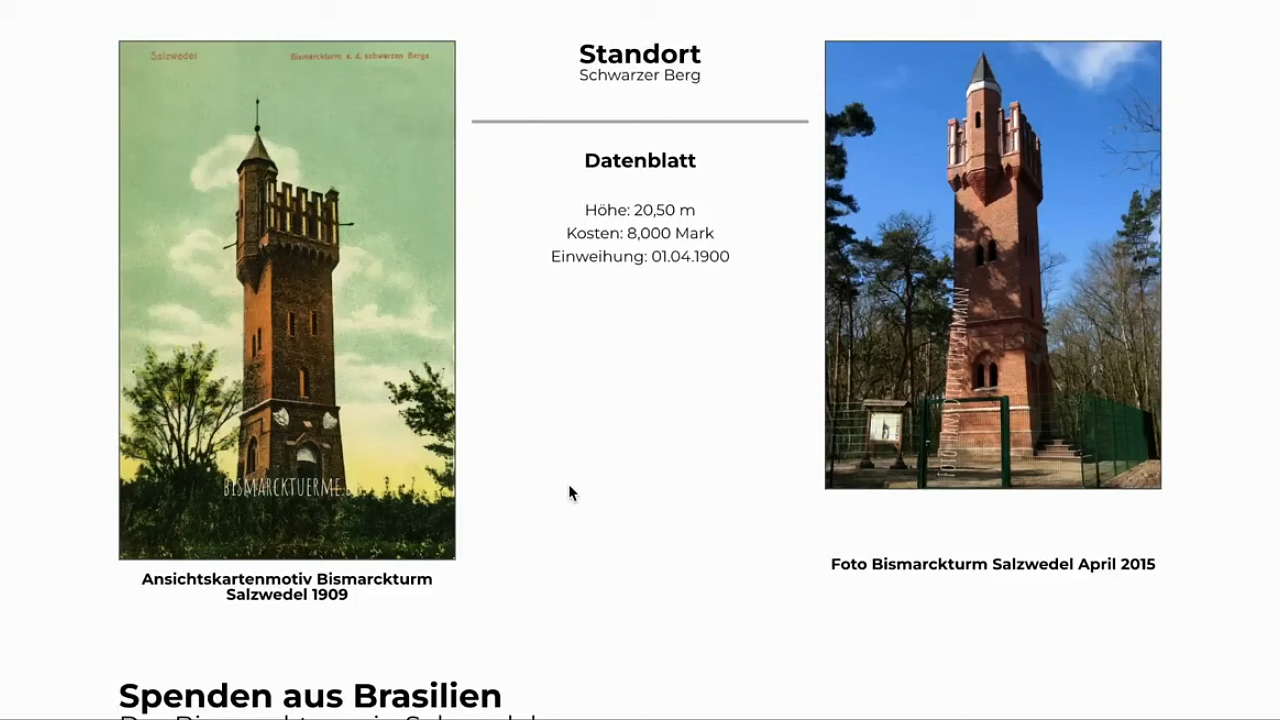 Salzwedel
Bismarckturm a. d. schwarzen Berge.
BISMARCKTUERME.
Ansichtskartenmotiv Bismarckturm
Salzwedel 1909
Standort
Schwarzer Berg
Datenblatt
Höhe: 20,50 m
Kosten: 8,000 Mark
Einweihung: 01.04.1900
FOTO
Foto Bismarckturm Salzwedel April 2015
Spenden aus Brasilien